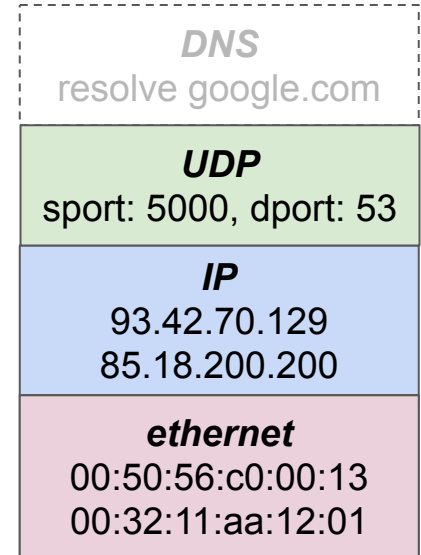 DNS
resolve google.com
UDP
sport: 5000, dport: 53
IP
93.42.70.129
85.18.200.200
ethernet
00:50:56:c0:00:13
00:32:11:aa:12:01